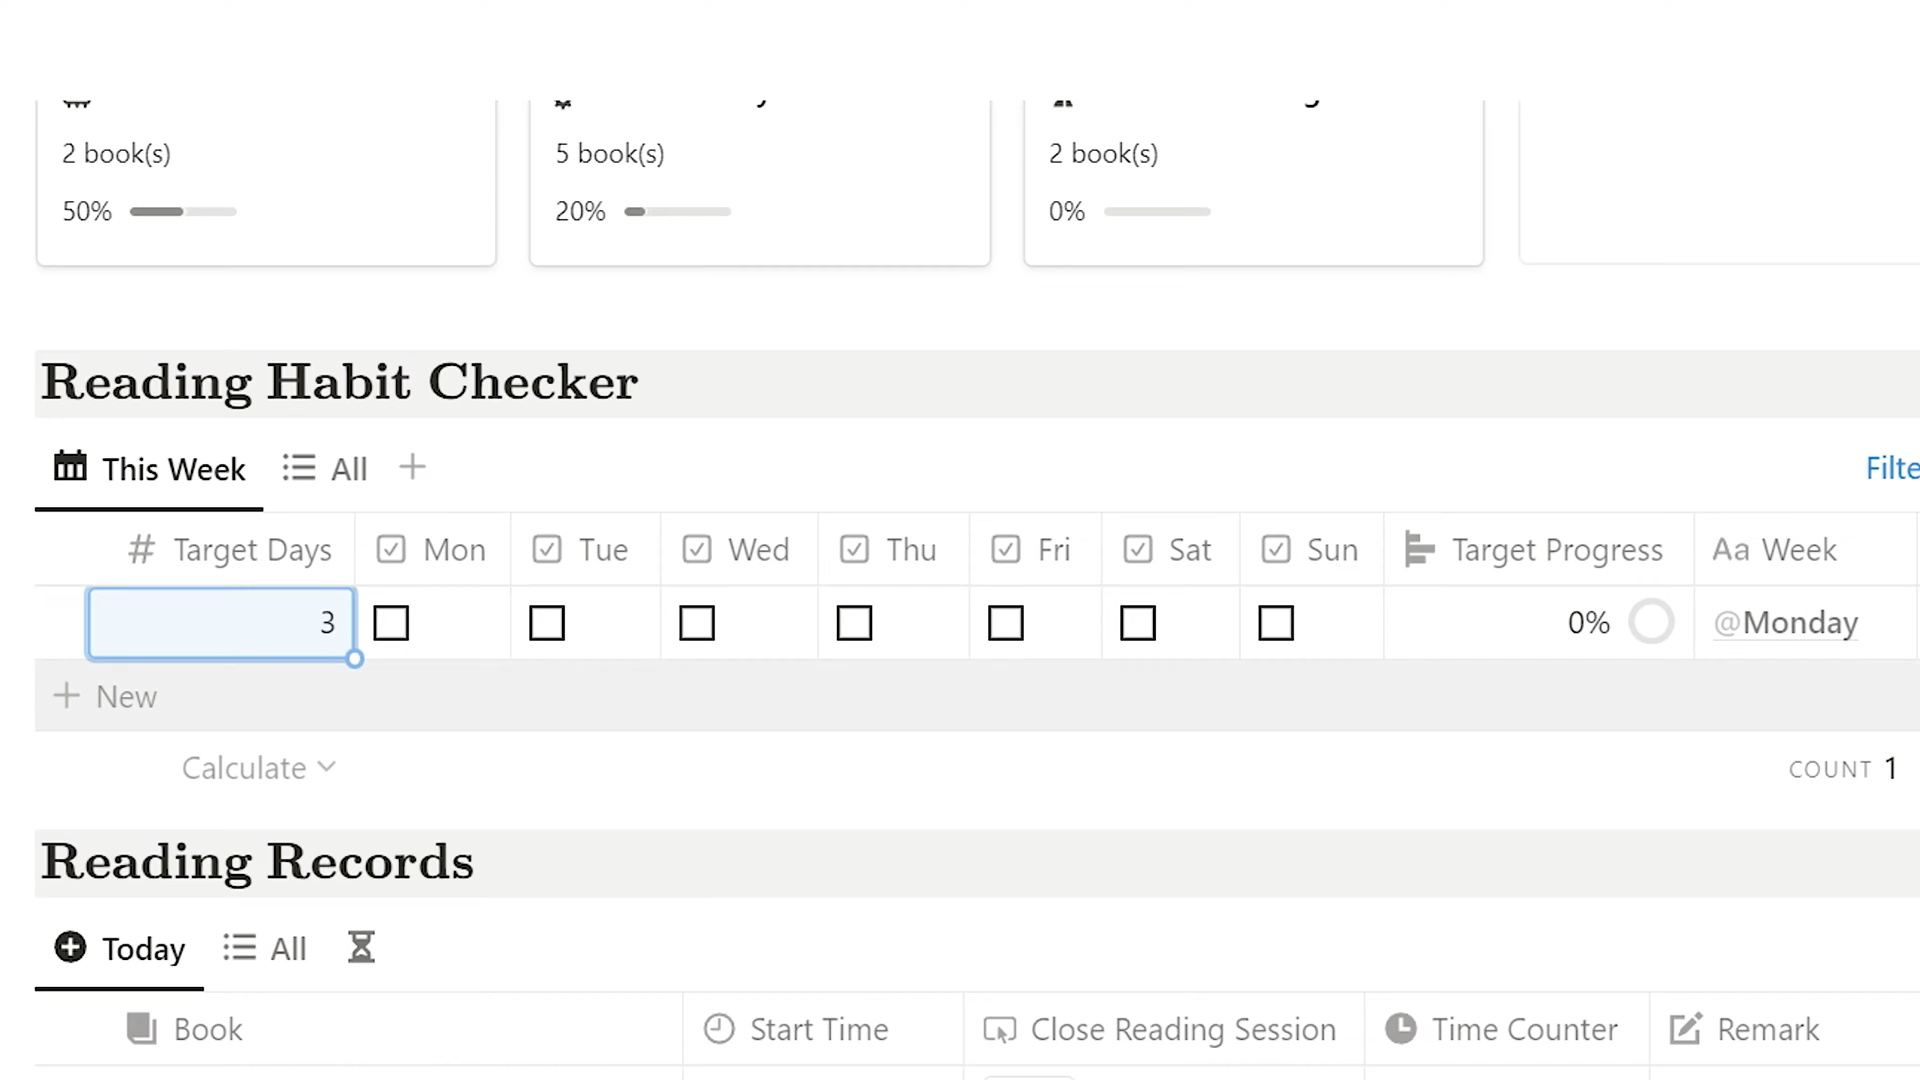 2 book(s) 5 book(s) 2 book(s)
50% 20% 0%
Reading Habit Checker
This Week All
# Target Days Mon Tue Wed Thu Fri Sat Sun Target Progress Aa Week
3 0% @Monday
+ New
Calculate COUNT 1
Reading Records
Today All
Book Start Time Close Reading Session Time Counter Remark